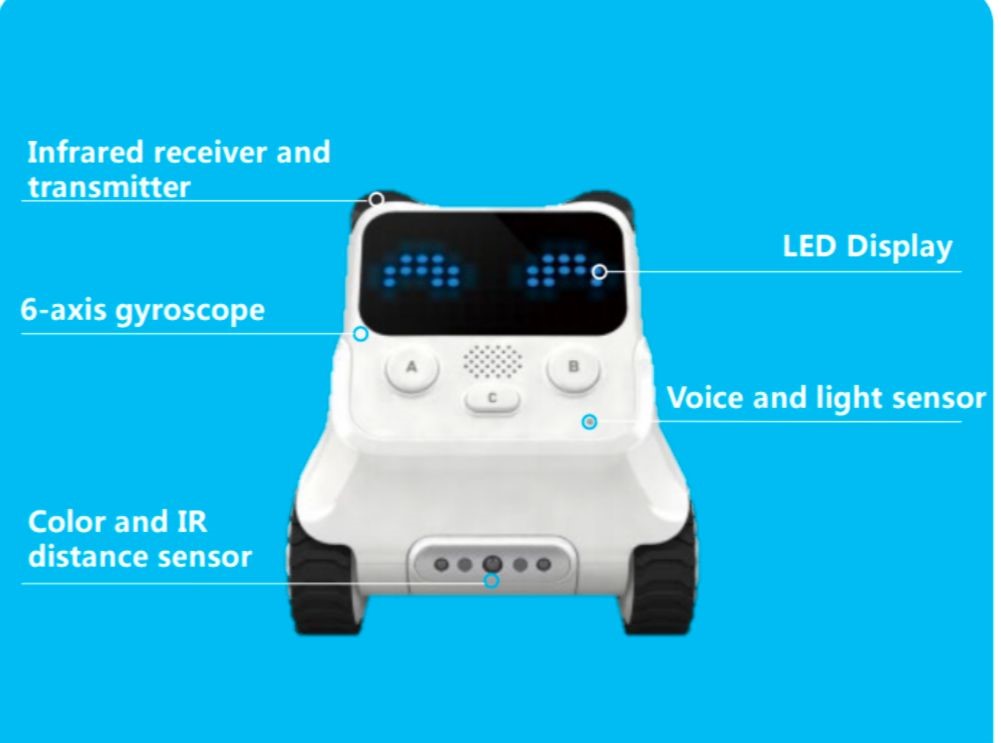 Infrared receiver and
transmitter
LED Display
6-axis gyroscope
A
B
C
Voice and light sensor
Color and IR
distance sensor